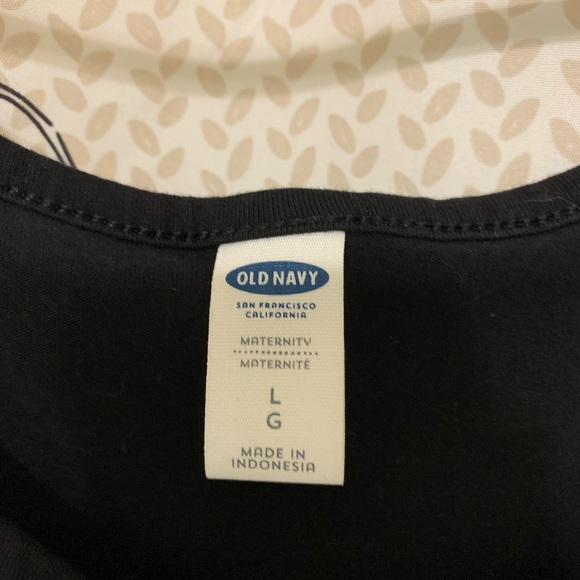 OLD NAVY
SAN FRANCISCO
CALIFORNIA
MATERNITY
MATERNITÉ
L
G
MADE IN
INDONESIA